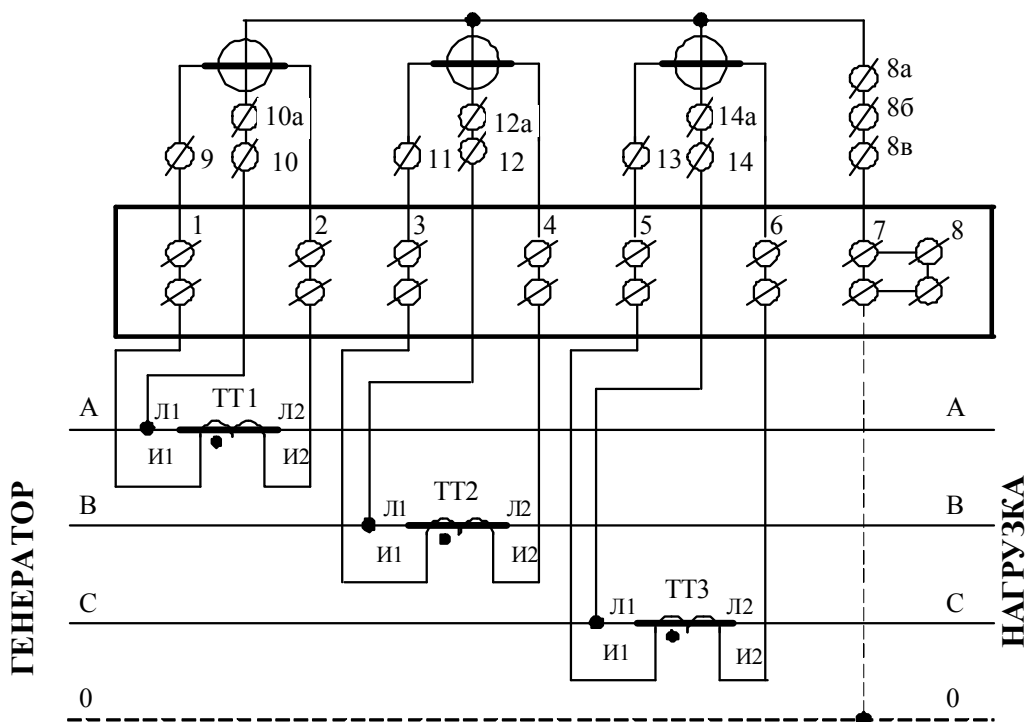 8а
10а
12а
14а
8б
9
10
11
12
13
14
8в
1
2
3
4
5
6
7
8
А
Л1
ТТ1
Л2
А
И1
И2
В
Л1
ТТ2
Л2
В
И1
И2
С
Л1
ТТ3
Л2
С
И1
И2
0
0
ГЕНЕРАТОР
НАГРУЗКА